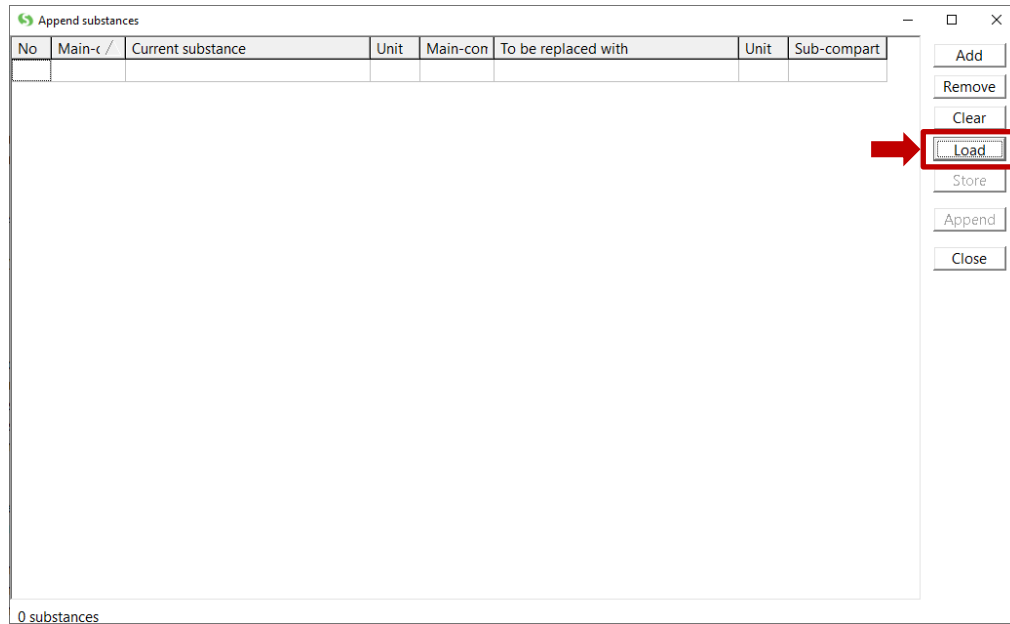 Append substances
No Main-c Current substance Unit Main-con To be replaced with Unit Sub-compart
Add
Remove
Clear
Load
Store
Append
Close
0 substances